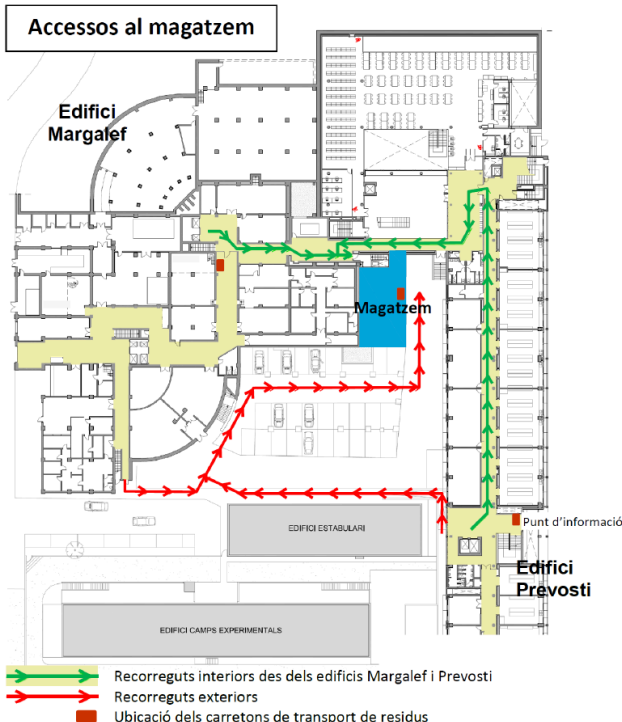 Accessos al magatzem
Edifici
Margalef
Magatzem
EDIFICI ESTABULARI
Punt d'informació
Edifici
Prevosti
EDIFICI CAMPS EXPERIMENTALS
Recorreguts interiors des dels edificis Margalef i Prevosti
Recorreguts exteriors
Ubicació dels carretons de transport de residus